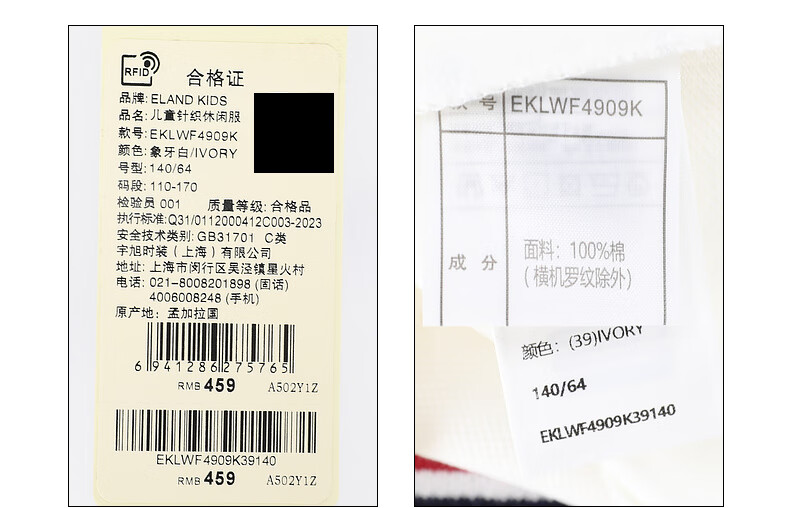 RFID
合格证
品牌: ELAND KIDS
品名: 儿童针织休闲服
款号: EKLWF4909K
颜色: 象牙白/IVORY
号型: 140/64
码段: 110-170
检验员 001 质量等级: 合格品
执行标准:Q31/0112000412C003-2023
安全技术类别: GB31701 C类
宇旭时装（上海）有限公司
地址: 上海市闵行区吴泾镇星火村
电话: 021-8008201898 (固话)
4006008248 (手机)
原产地: 孟加拉国
6 941286 275765
RMB 459 A502Y1Z
EKLWF4909K39140
RMB 459 A502Y1Z
款号 EKLWF4909K
成分 面料: 100%棉
(横机罗纹除外)
颜色: (39)IVORY
140/64
EKLWF4909K39140